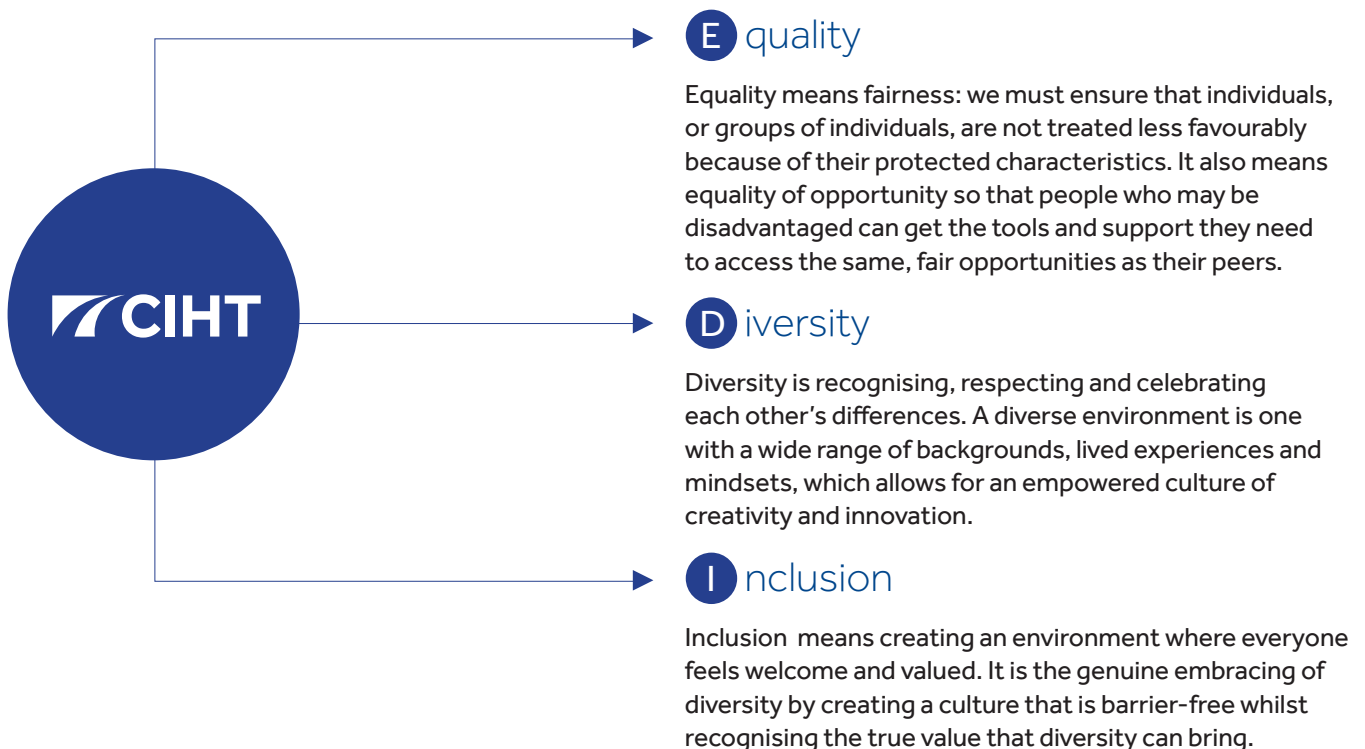 CIHT
Equality
Equality means fairness: we must ensure that individuals,
or groups of individuals, are not treated less favourably
because of their protected characteristics. It also means
equality of opportunity so that people who may be
disadvantaged can get the tools and support they need
to access the same, fair opportunities as their peers.
Diversity
Diversity is recognising, respecting and celebrating
each other's differences. A diverse environment is one
with a wide range of backgrounds, lived experiences and
mindsets, which allows for an empowered culture of
creativity and innovation.
Inclusion
Inclusion means creating an environment where everyone
feels welcome and valued. It is the genuine embracing of
diversity by creating a culture that is barrier-free whilst
recognising the true value that diversity can bring.